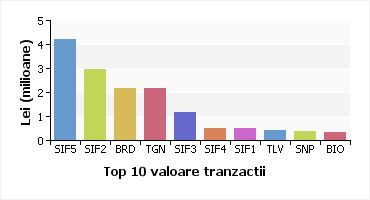 Lei (milioane)
5
4
3
2
1
0
SIF5 SIF2 BRD TGN SIF3 SIF4 SIF1 TLV SNP BIO
Top 10 valoare tranzactii